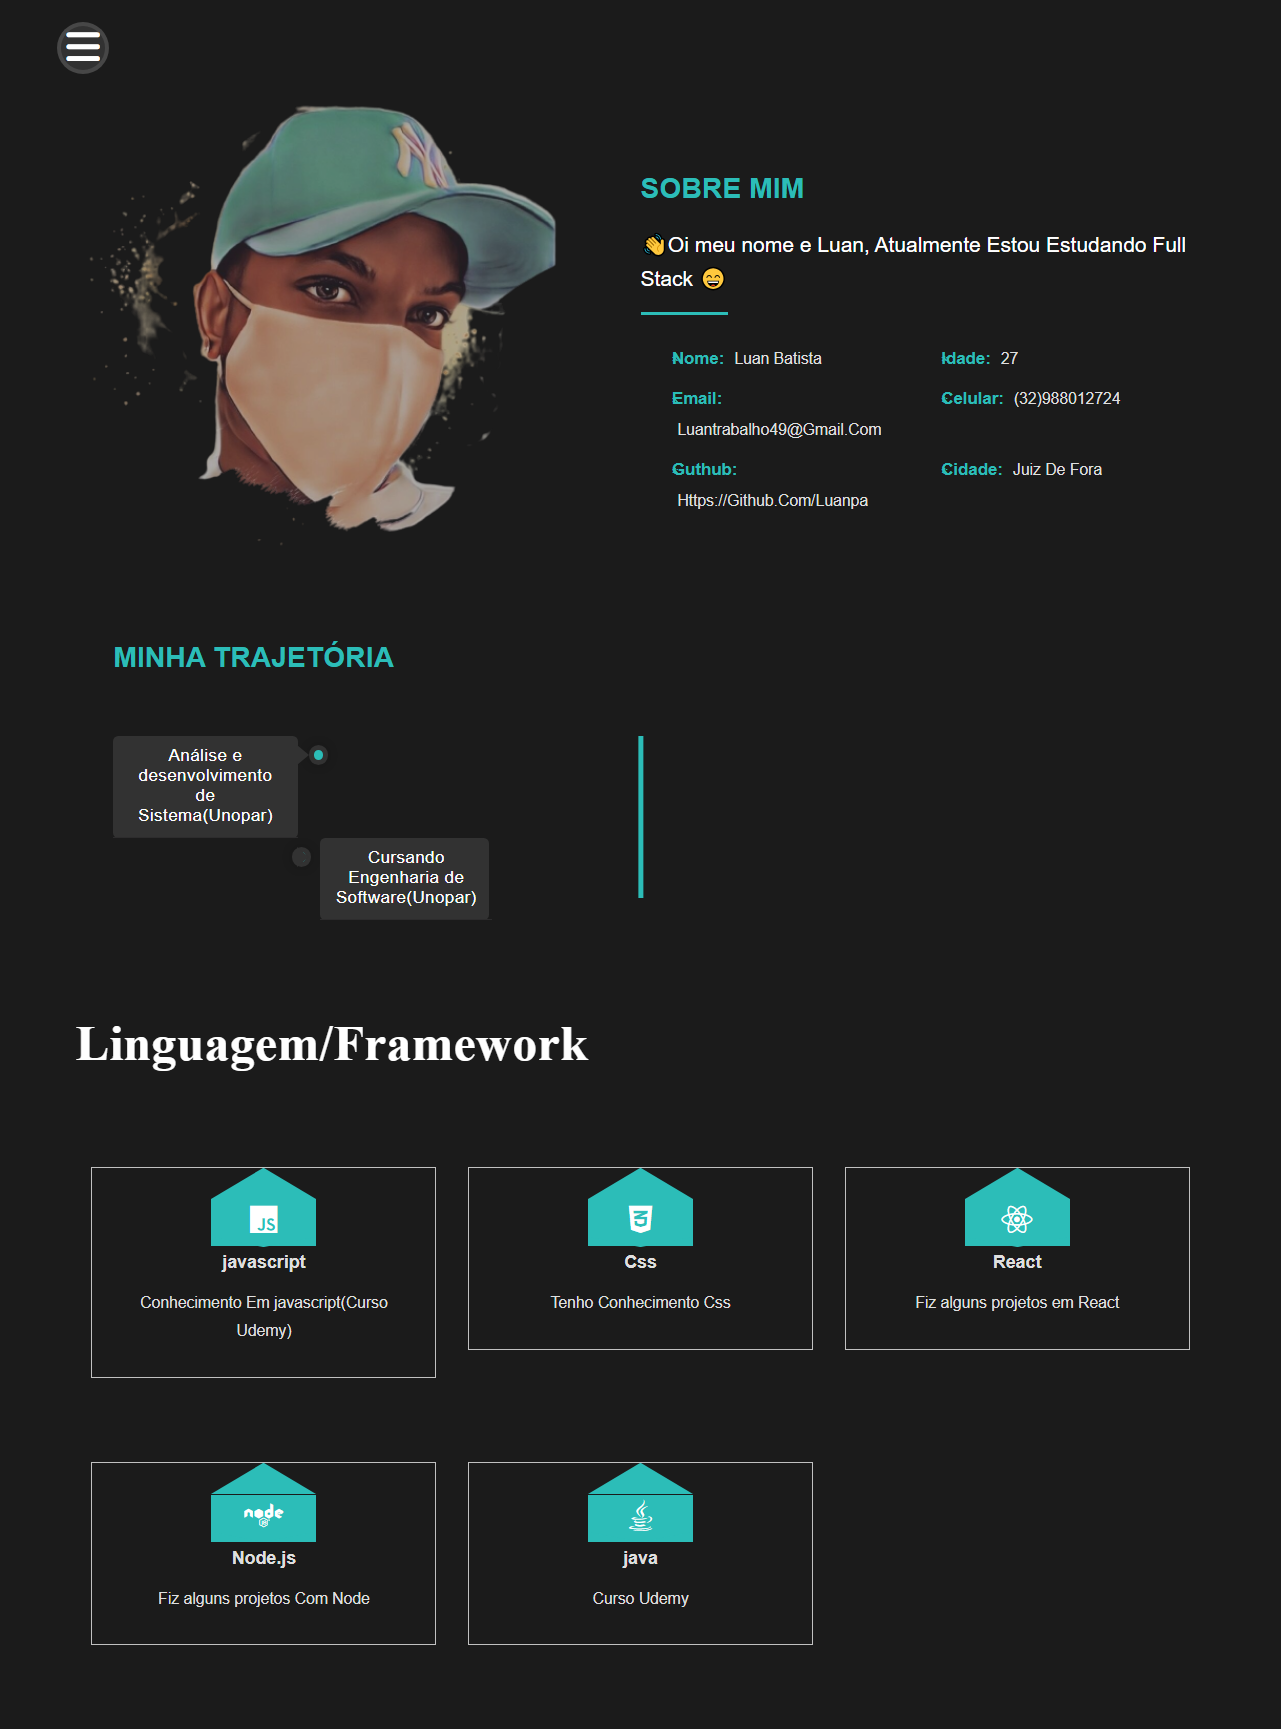 SOBRE MIM
👋Oi meu nome e Luan, Atualmente Estou Estudando Full
Stack 😄
Nome: Luan Batista
Idade: 27
Email:
Luantrabalho49@Gmail.Com
Celular: (32)988012724
Guthub:
Https://Github.Com/Luanpa
Cidade: Juiz De Fora
MINHA TRAJETÓRIA
Análise e
desenvolvimento
de
Sistema(Unopar)
Cursando
Engenharia de
Software(Unopar)
Linguagem/Framework
JS
javascript
Conhecimento Em javascript(Curso
Udemy)
Css
Tenho Conhecimento Css
React
Fiz alguns projetos em React
node
Node.js
Fiz alguns projetos Com Node
java
Curso Udemy